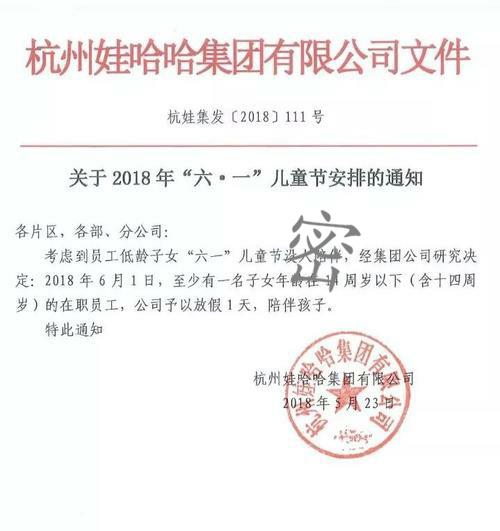 杭州娃哈哈集团有限公司文件
杭娃集发〔2018〕111 号
关于 2018 年“六·一”儿童节安排的通知
各片区，各部、分公司：
考虑到员工低龄子女“六一”儿童节没人陪伴，经集团公司研究决
定：2018 年 6 月 1 日，至少有一名子女年龄在 14 周岁以下（含十四周
岁）的在职员工，公司予以放假 1 天，陪伴孩子。
特此通知
密
杭州娃哈哈集团有限公司
2018 年 5 月 23 日
杭州娃哈哈集团有限公司